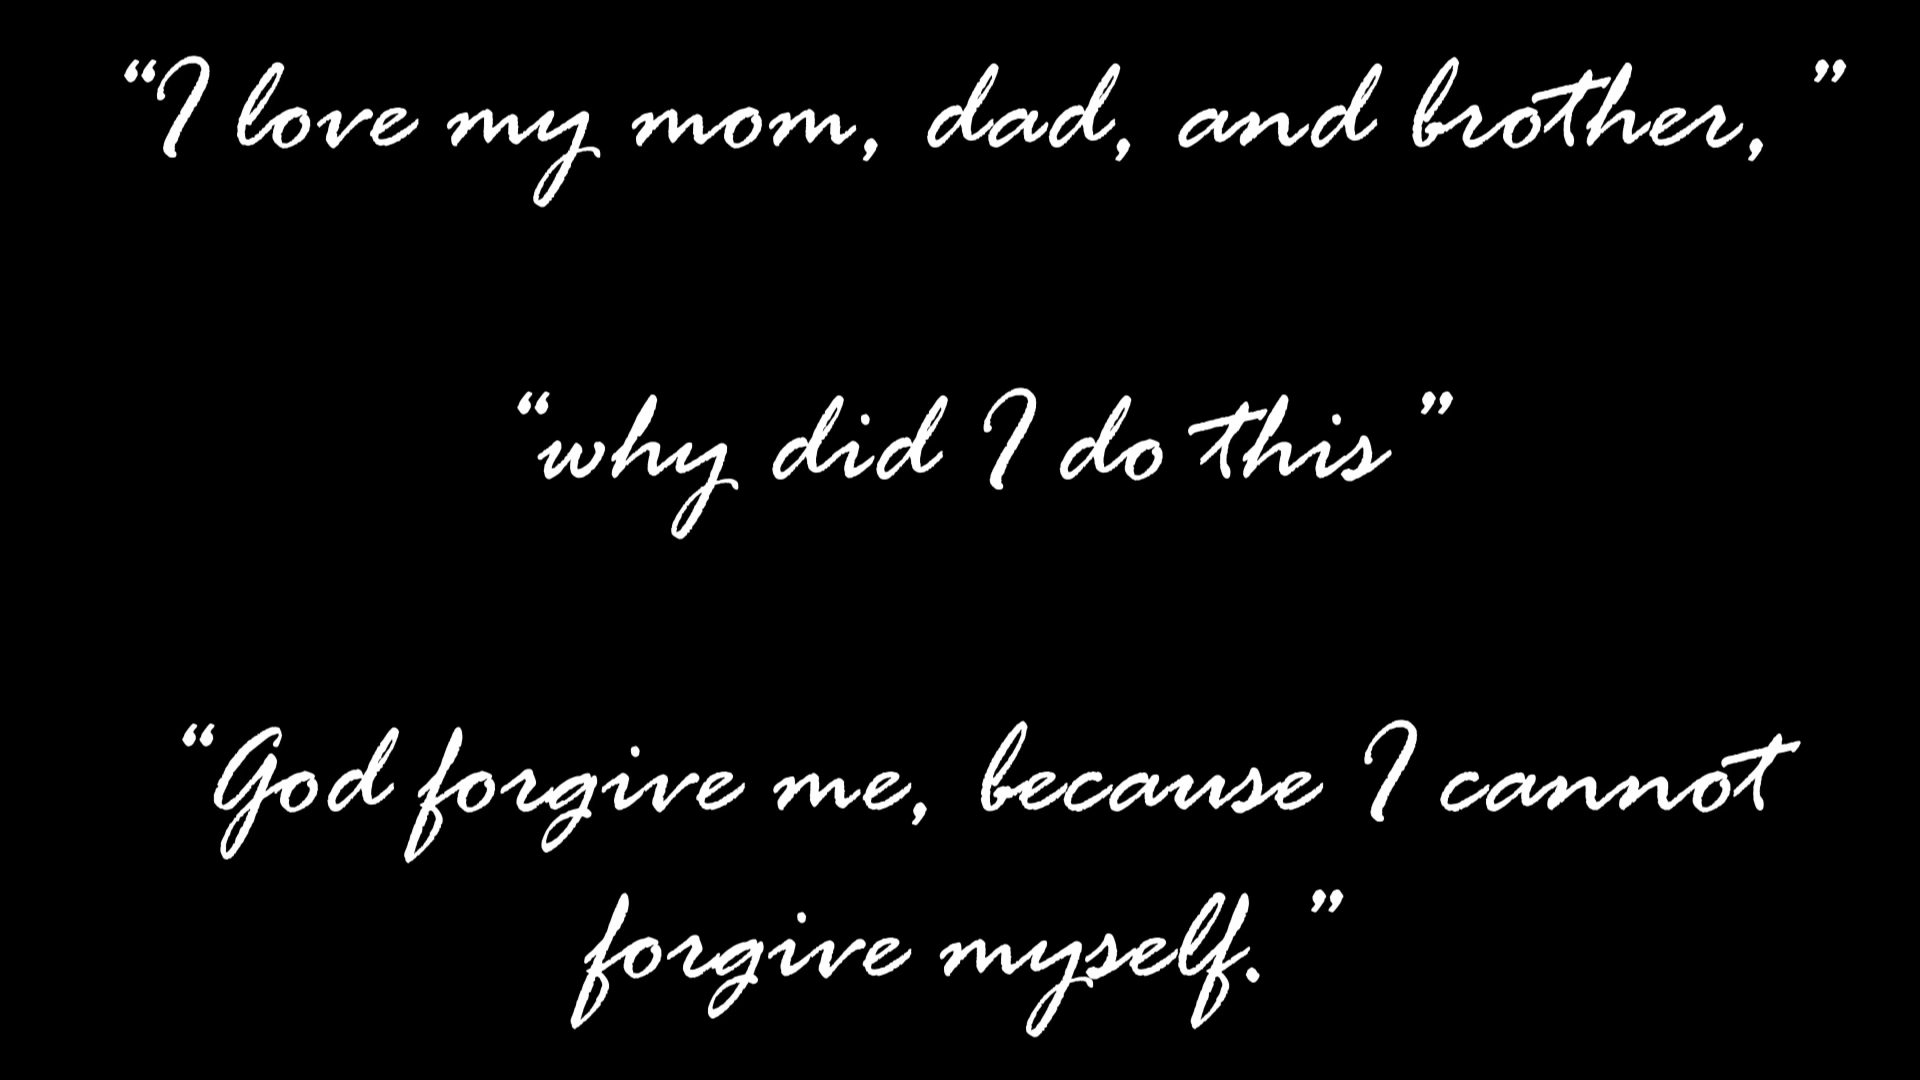 “I love my mom, dad, and brother,”
“why did I do this”
“God forgive me, because I cannot
forgive myself.”